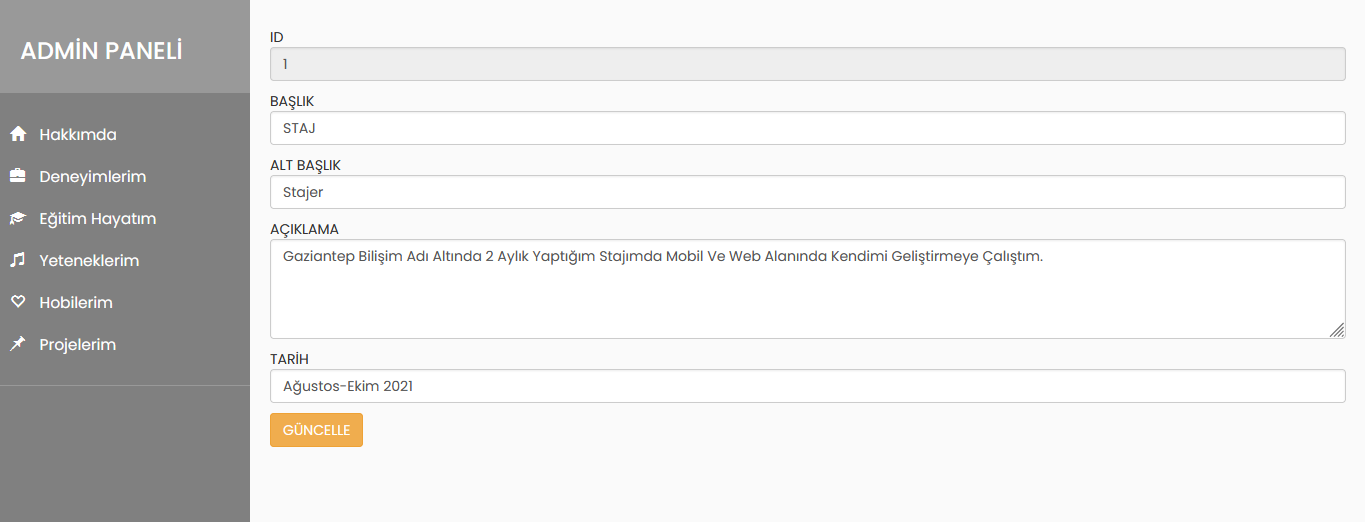 ADMİN PANELİ
Hakkımda
Deneyimlerim
Eğitim Hayatım
Yeteneklerim
Hobilerim
Projelerim
ID
1
BAŞLIK
STAJ
ALT BAŞLIK
Stajer
AÇIKLAMA
Gaziantep Bilişim Adı Altında 2 Aylık Yaptığım Stajımda Mobil Ve Web Alanında Kendimi Geliştirmeye Çalıştım.
TARİH
Ağustos-Ekim 2021
GÜNCELLE